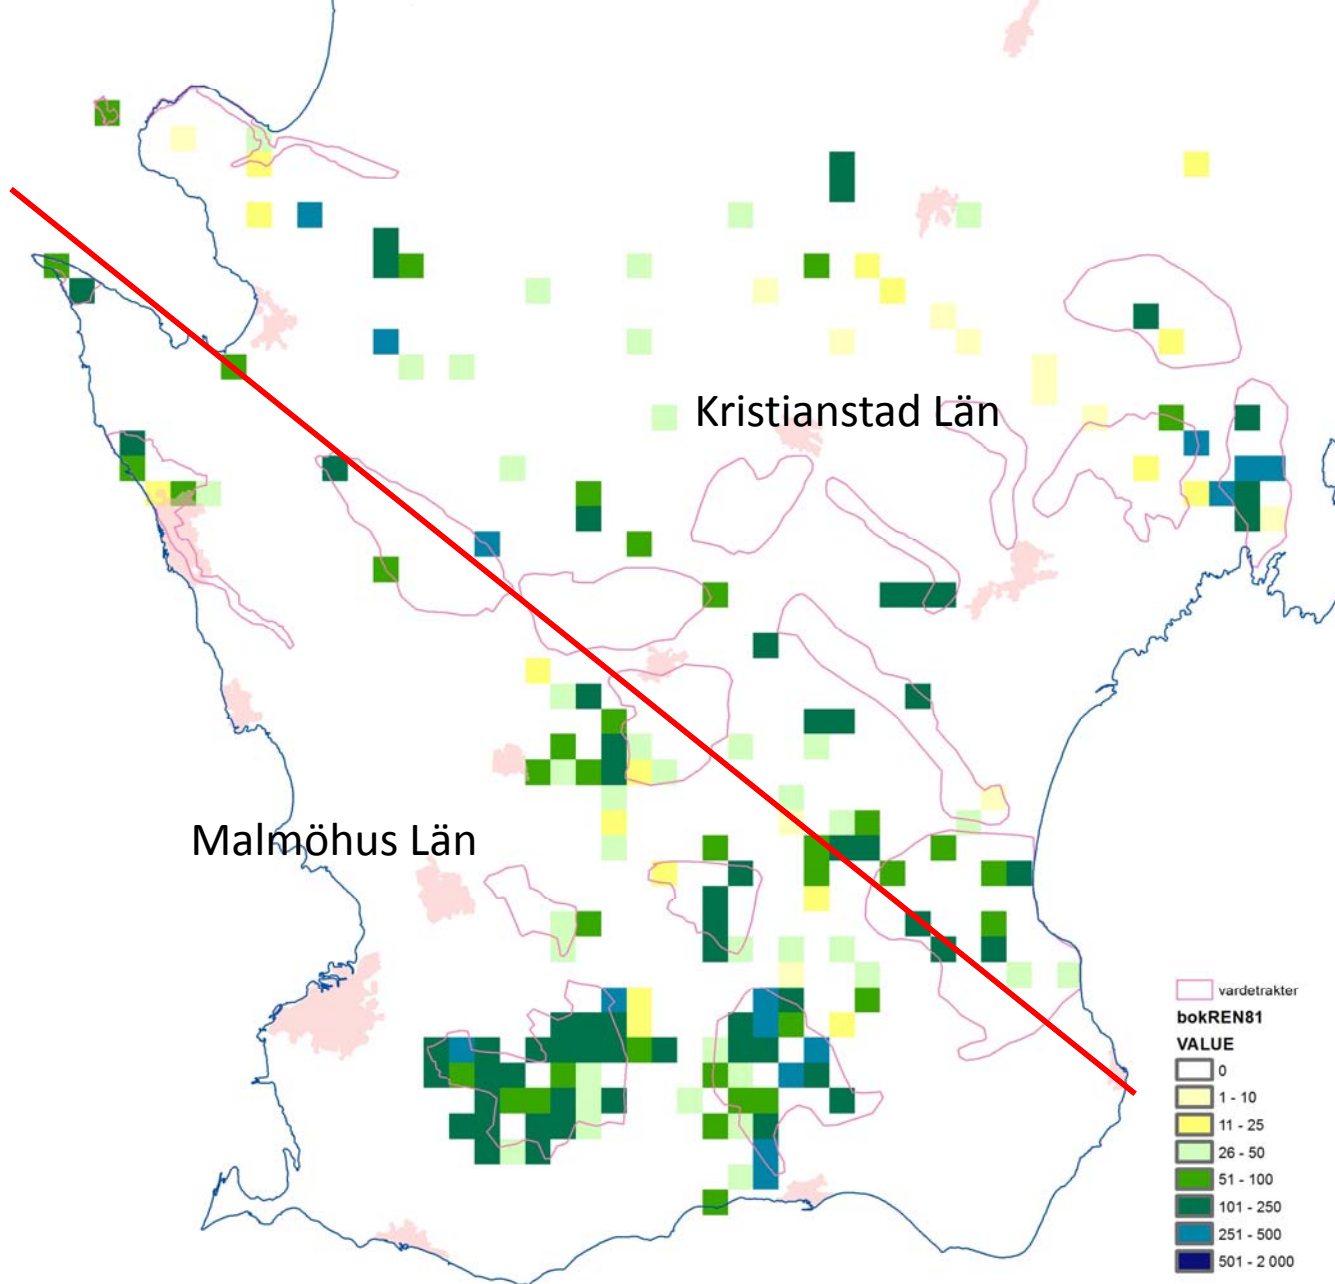 Kristianstad Län
Malmöhus Län
vardetrakter
bokREN81
VALUE
0
1 - 10
11 - 25
26 - 50
51 - 100
101 - 250
251 - 500
501 - 2 000